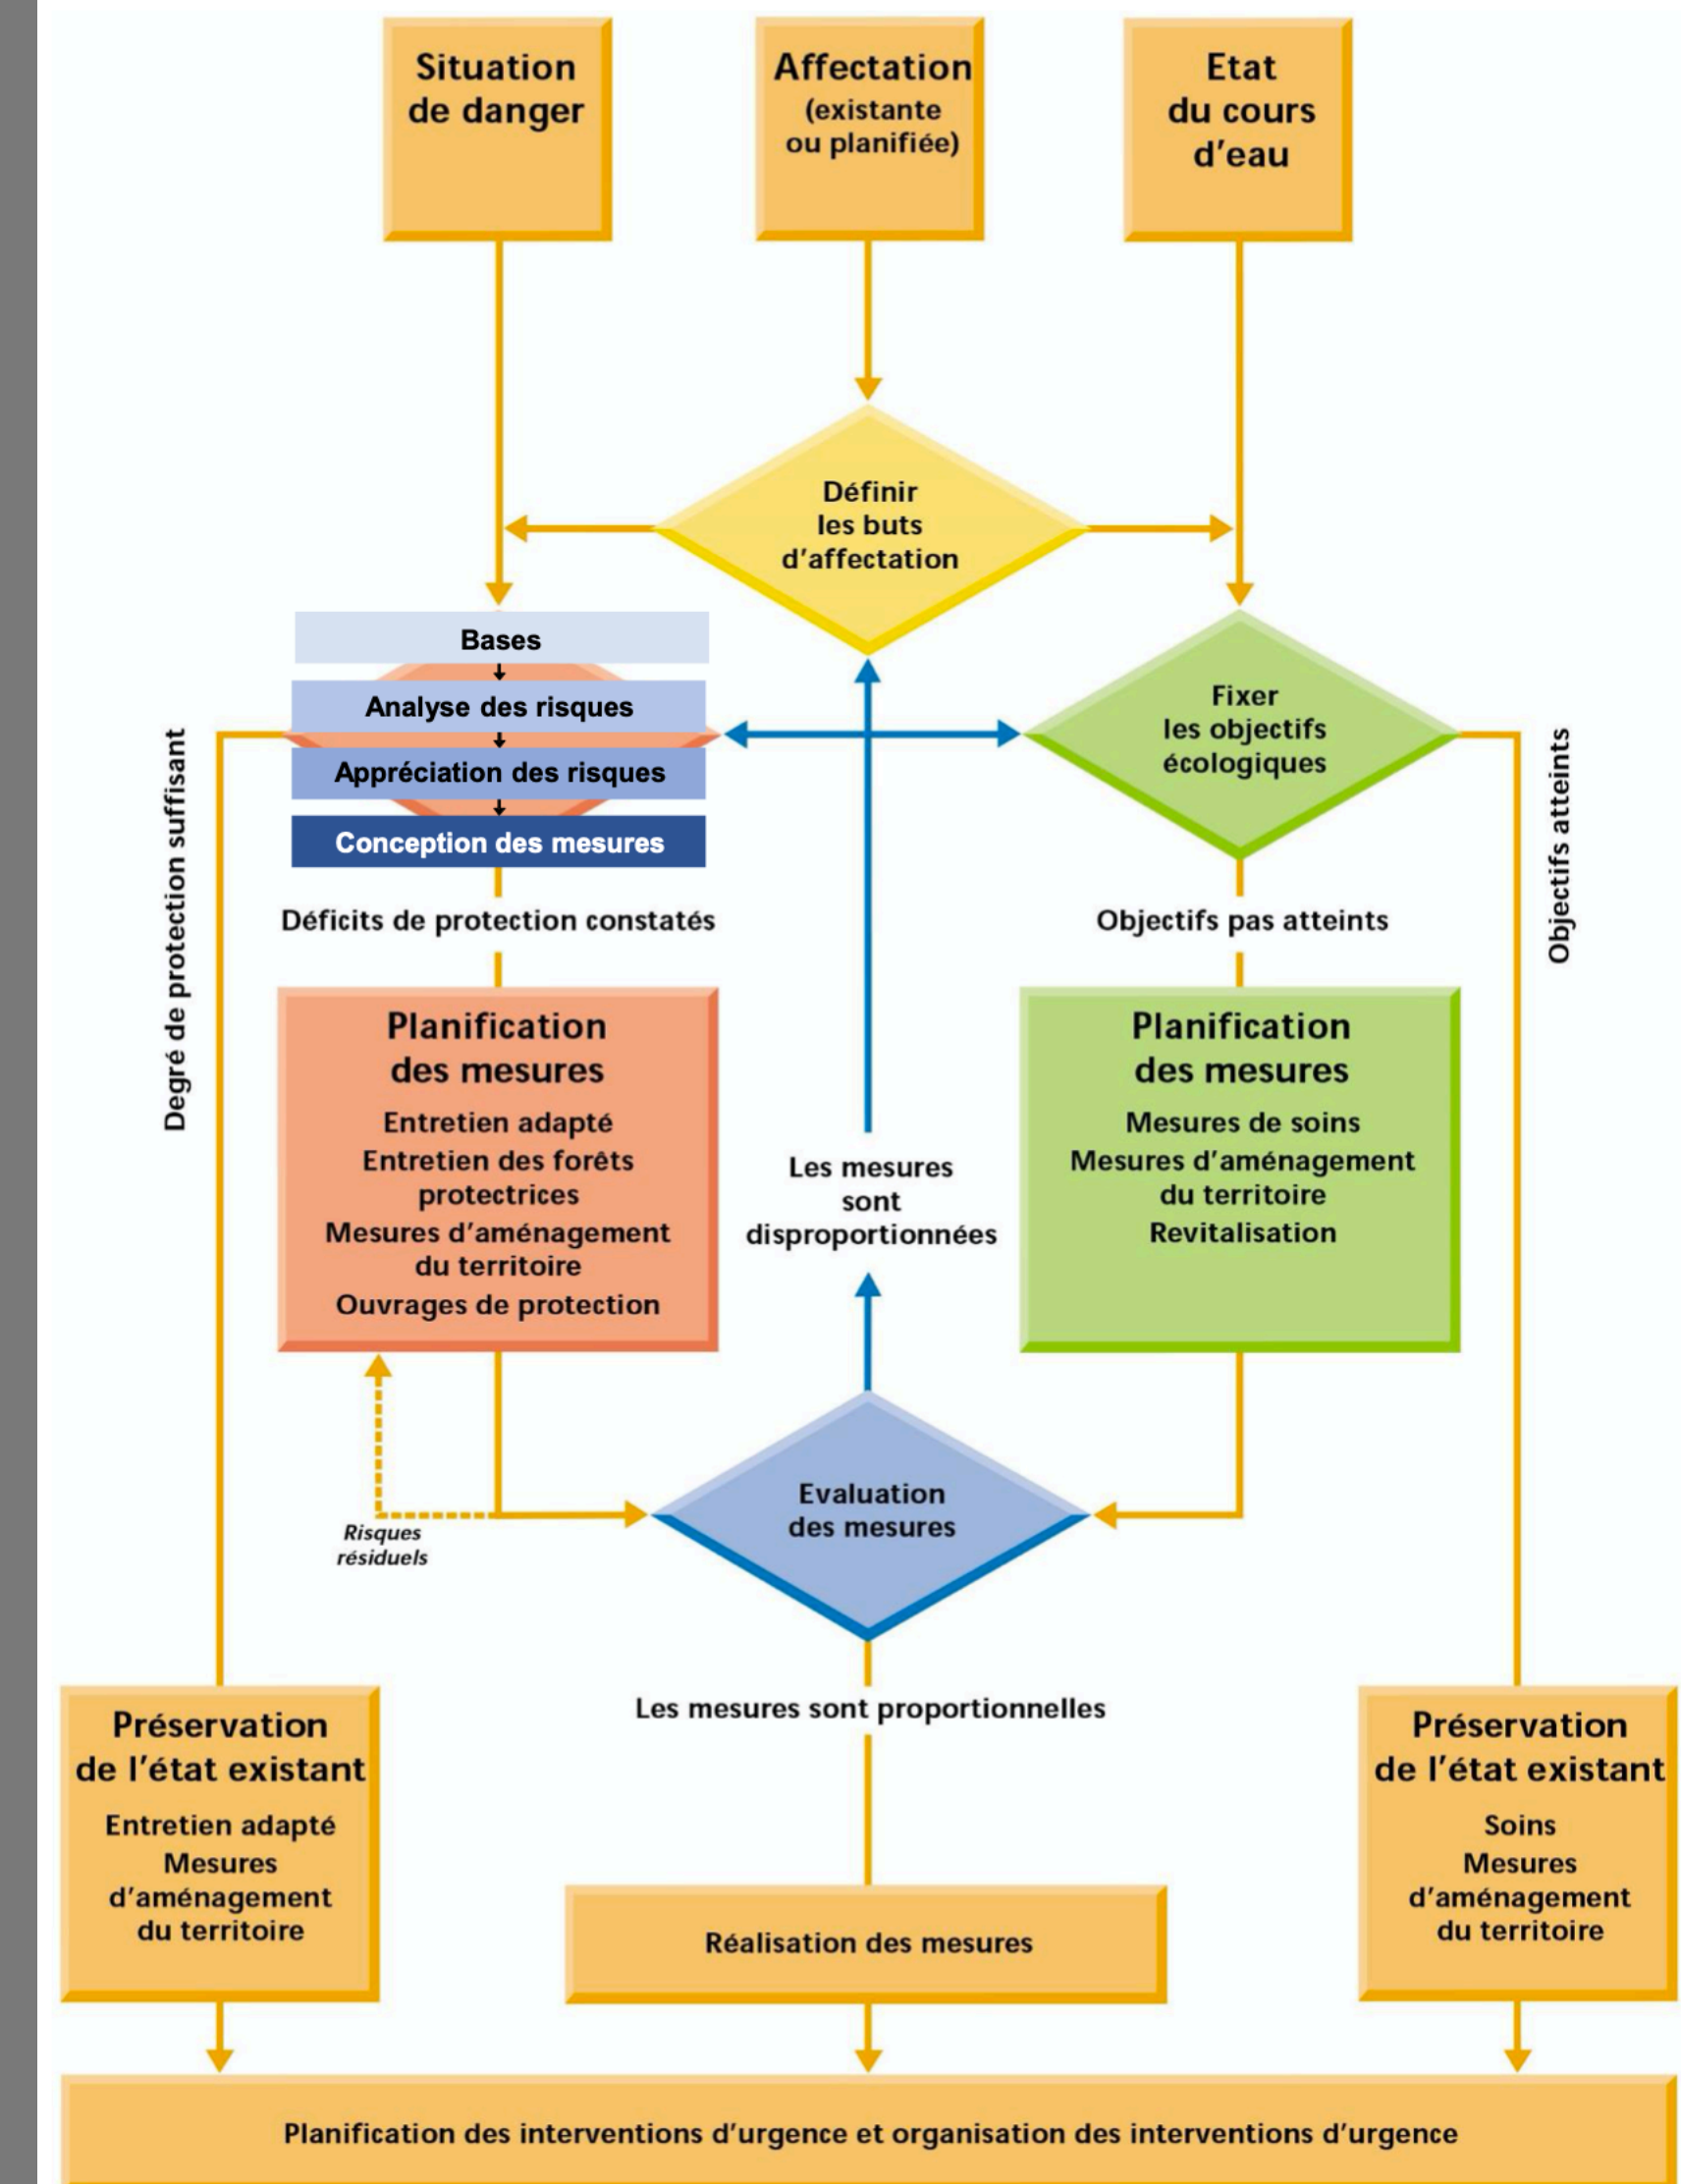 Situation
de danger
Affectation
(existante
ou planifiée)
Etat
du cours
d'eau
Définir
les buts
d'affectation
Bases
Analyse des risques
Appréciation des risques
Conception des mesures
Fixer
les objectifs
écologiques
Degré de protection suffisant
Objectifs atteints
Déficits de protection constatés
Objectifs pas atteints
Planification
des mesures
Entretien adapté
Entretien des forêts
protectrices
Mesures d'aménagement
du territoire
Ouvrages de protection
Les mesures
sont
disproportionnées
Planification
des mesures
Mesures de soins
Mesures d'aménagement
du territoire
Revitalisation
Risques
résiduels
Evaluation
des mesures
Les mesures sont proportionnelles
Préservation
de l'état existant
Entretien adapté
Mesures
d'aménagement
du territoire
Réalisation des mesures
Préservation
de l'état existant
Soins
Mesures
d'aménagement
du territoire
Planification des interventions d'urgence et organisation des interventions d'urgence